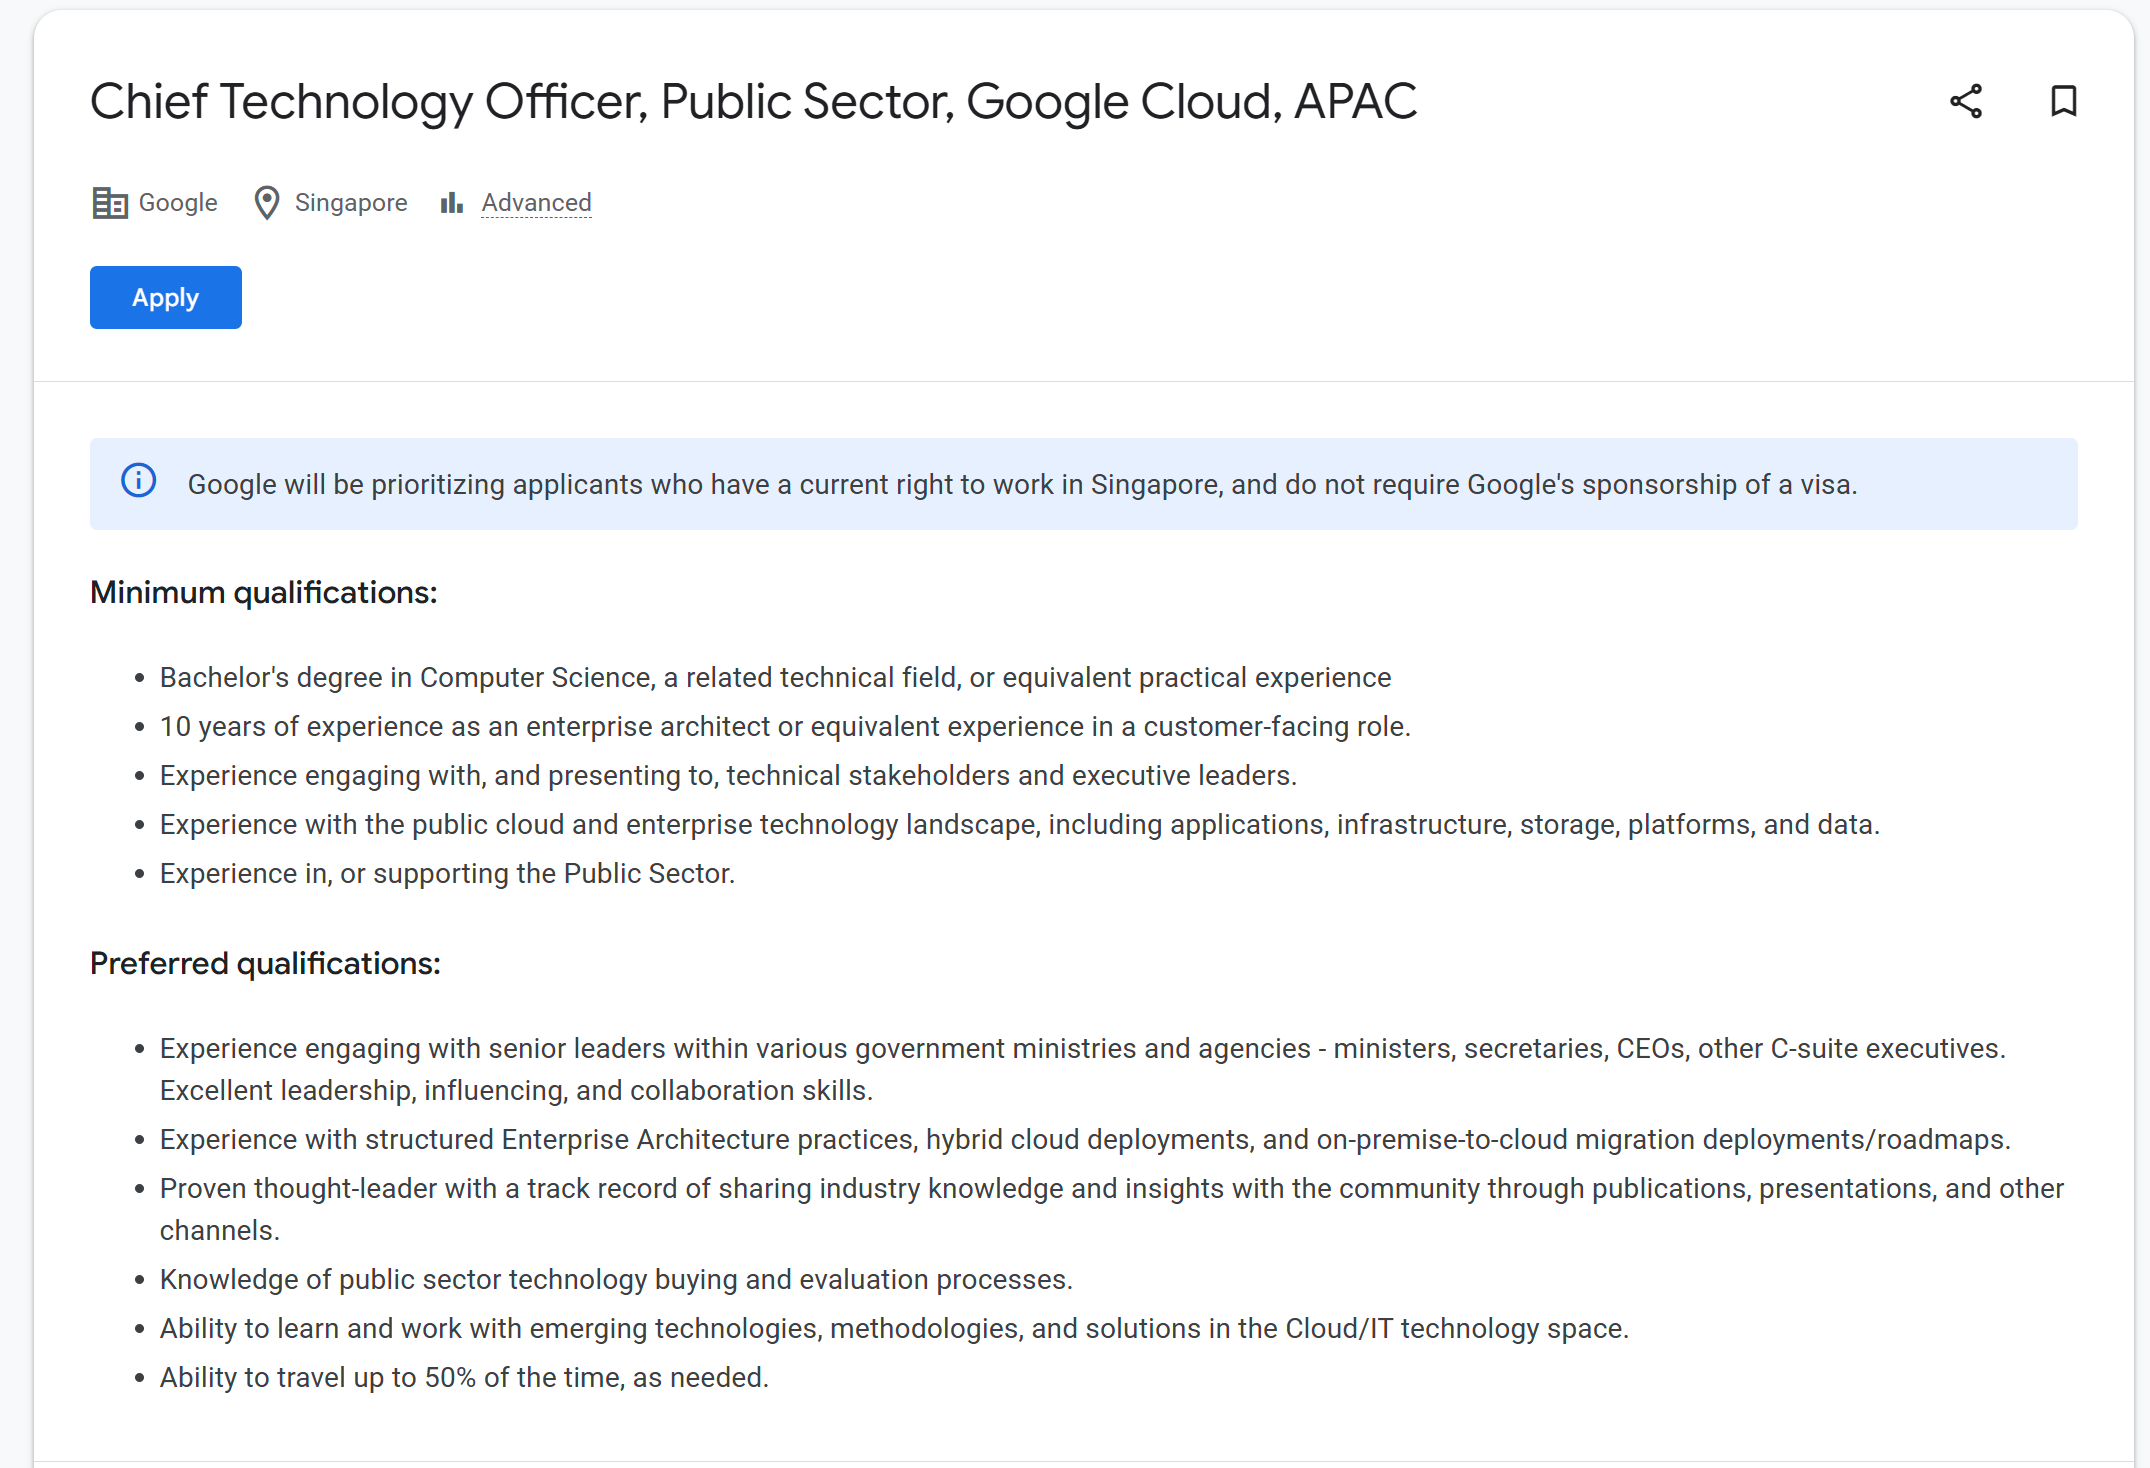 Chief Technology Officer, Public Sector, Google Cloud, APAC
Google Singapore Advanced
Apply
Google will be prioritizing applicants who have a current right to work in Singapore, and do not require Google's sponsorship of a visa.
Minimum qualifications:
Bachelor's degree in Computer Science, a related technical field, or equivalent practical experience
10 years of experience as an enterprise architect or equivalent experience in a customer-facing role.
Experience engaging with, and presenting to, technical stakeholders and executive leaders.
Experience with the public cloud and enterprise technology landscape, including applications, infrastructure, storage, platforms, and data.
Experience in, or supporting the Public Sector.
Preferred qualifications:
Experience engaging with senior leaders within various government ministries and agencies - ministers, secretaries, CEOs, other C-suite executives.
Excellent leadership, influencing, and collaboration skills.
Experience with structured Enterprise Architecture practices, hybrid cloud deployments, and on-premise-to-cloud migration deployments/roadmaps.
Proven thought-leader with a track record of sharing industry knowledge and insights with the community through publications, presentations, and other
channels.
Knowledge of public sector technology buying and evaluation processes.
Ability to learn and work with emerging technologies, methodologies, and solutions in the Cloud/IT technology space.
Ability to travel up to 50% of the time, as needed.